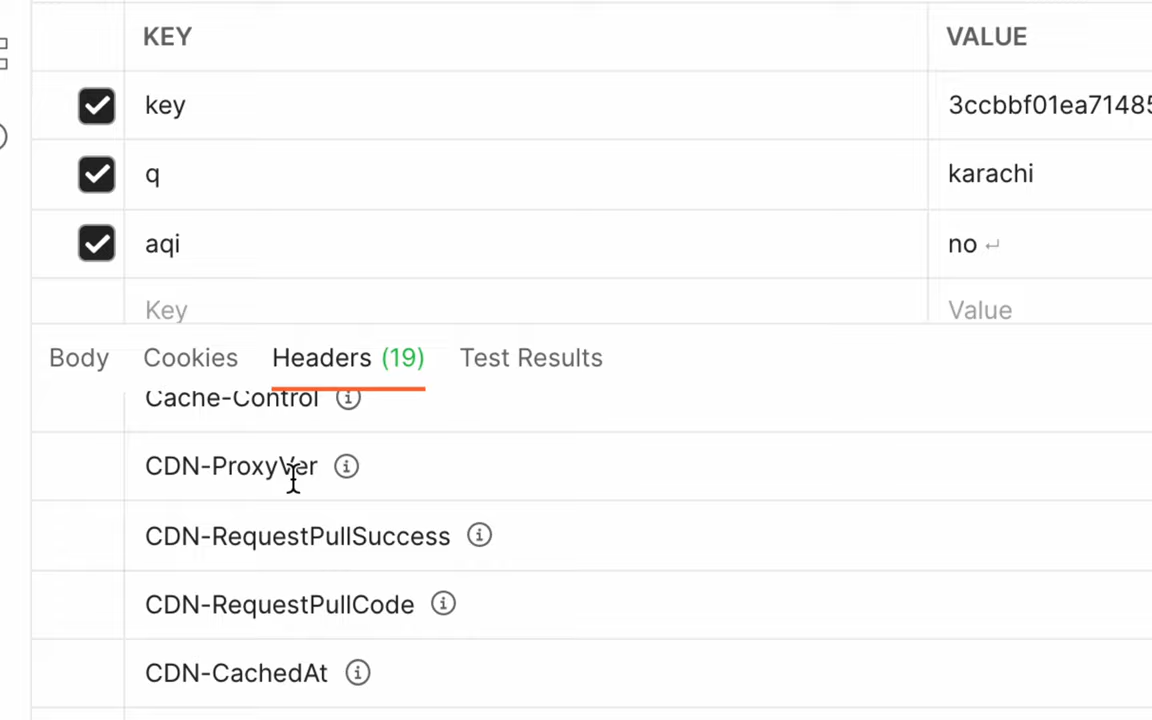 KEY VALUE
key 3ccbbf01ea71485
q karachi
aqi no
Key Value
Body Cookies Headers (19) Test Results
Cache-Control
CDN-ProxyVer
CDN-RequestPullSuccess
CDN-RequestPullCode
CDN-CachedAt